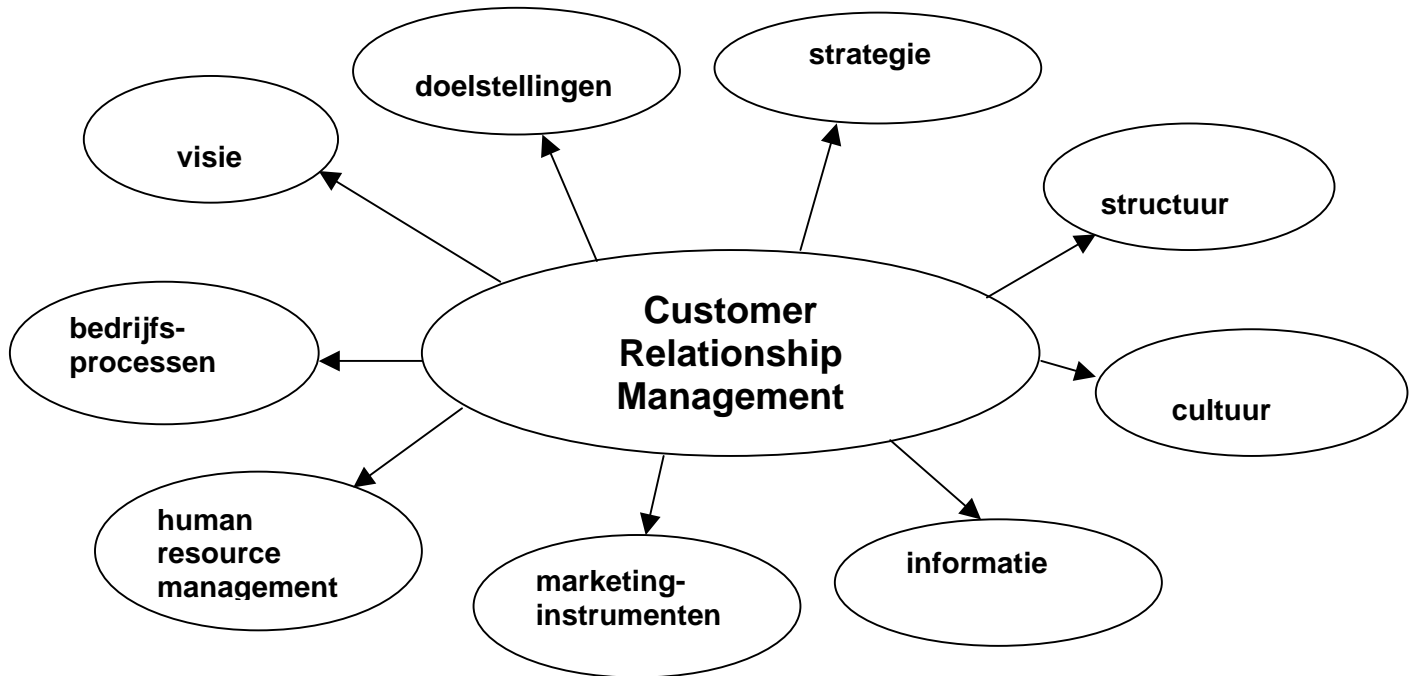 strategie
doelstellingen
visie
structuur
Customer
Relationship
Management
bedrijfs-
processen
cultuur
human
resource
management
informatie
marketing-
instrumenten